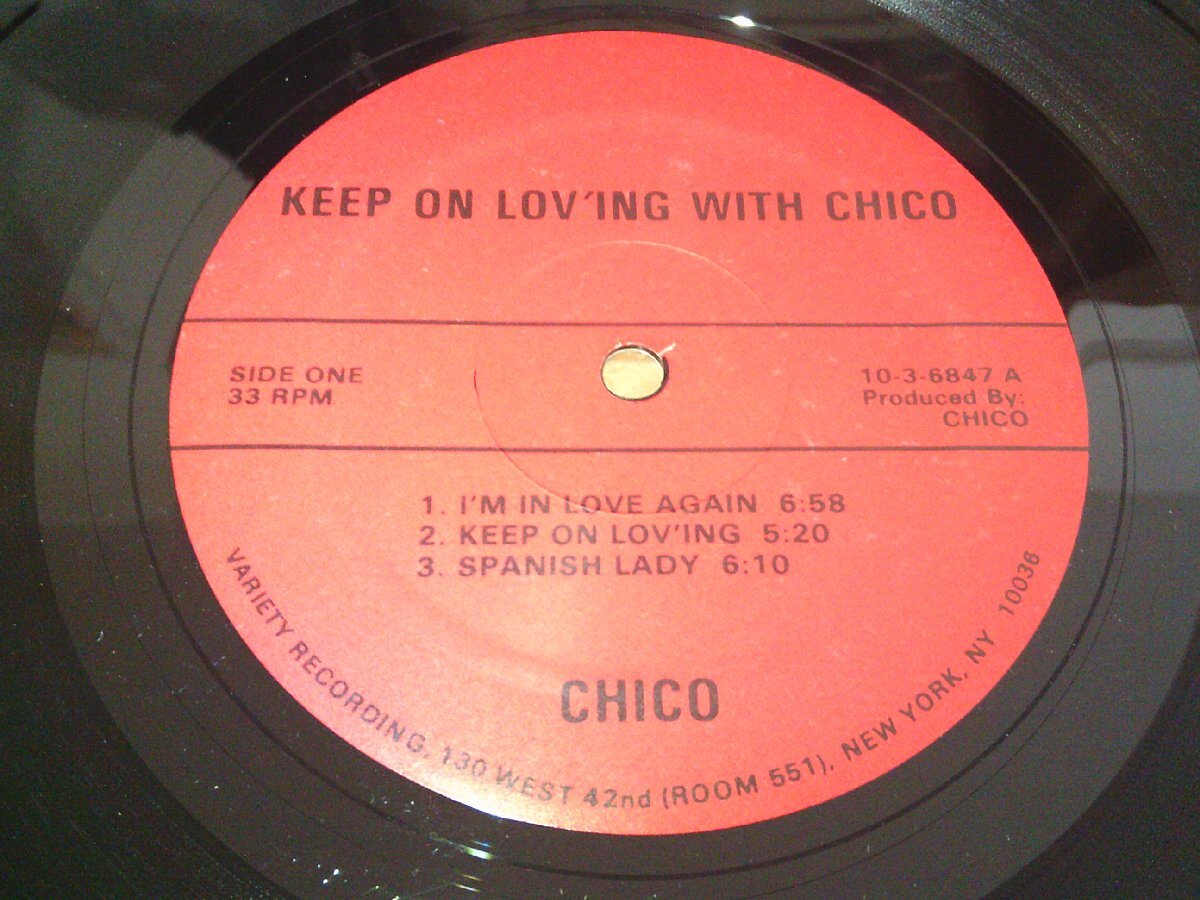 KEEP ON LOV'ING WITH CHICO
SIDE ONE
33 RPM
10-3-6847 A
Produced By:
CHICO
1. I'M IN LOVE AGAIN 6:58
2. KEEP ON LOV'ING 5:20
3. SPANISH LADY 6:10
CHICO
VARIETY RECORDING, 130 WEST 42nd (ROOM 551), NEW YORK, NY 10036